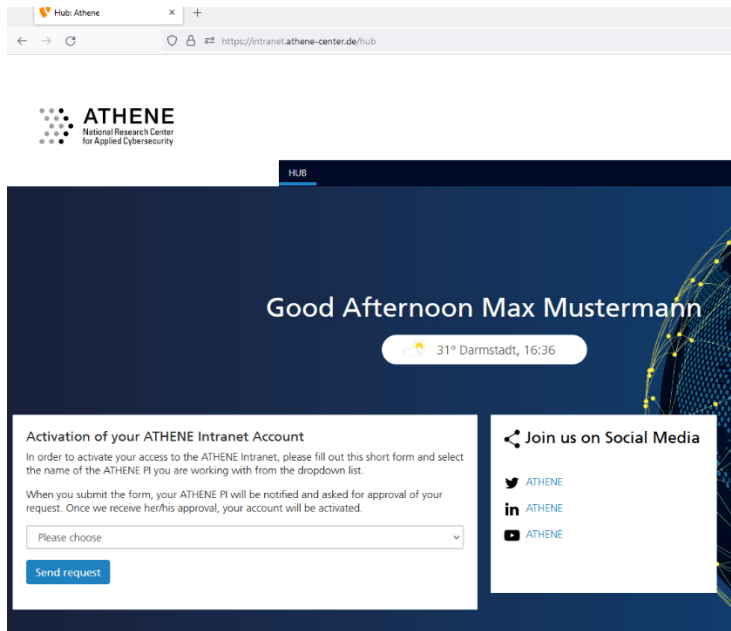 Hub: Athene
https://intranet.athene-center.de/hub
ATHENE
National Research Center
for Applied Cybersecurity
HUB
Good Afternoon Max Mustermann
31° Darmstadt, 16:36
Activation of your ATHENE Intranet Account
In order to activate your access to the ATHENE Intranet, please fill out this short form and select
the name of the ATHENE PI you are working with from the dropdown list.
When you submit the form, your ATHENE PI will be notified and asked for approval of your
request. Once we receive her/his approval, your account will be activated.
Please choose
Send request
Join us on Social Media
ATHENE
ATHENE
ATHENE